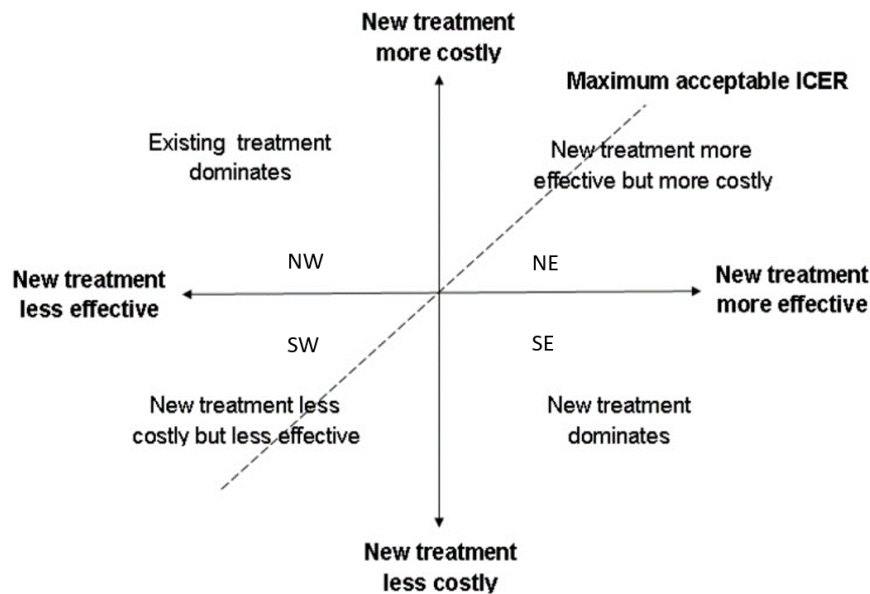 New treatment
more costly
Maximum acceptable ICER
Existing treatment
dominates
New treatment more
effective but more costly
NW
NE
New treatment
less effective
New treatment
more effective
SW
SE
New treatment less
costly but less effective
New treatment
dominates
New treatment
less costly